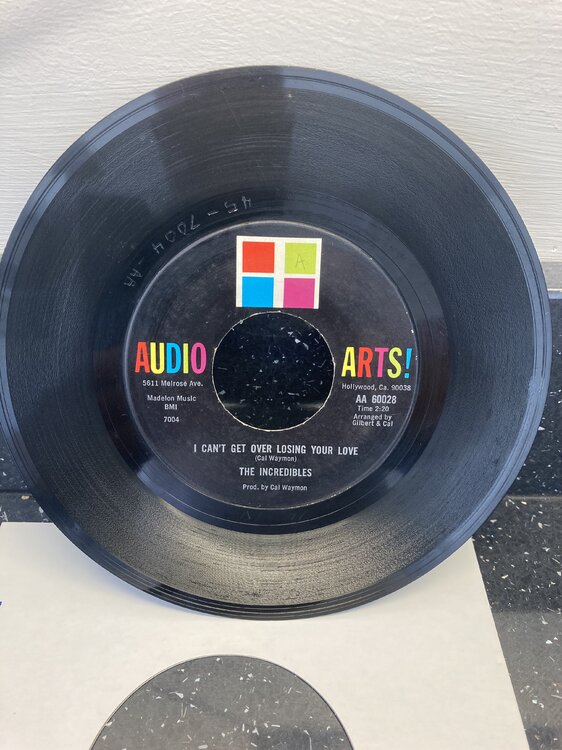 45-7004-AA
A
AUDIO ARTS!
5611 Melrose Ave.
Hollywood, Ca. 90038
Madelon Music
BMI
7004
AA 60028
Time 2:20
Arranged by
Gilbert & Cal
I CAN'T GET OVER LOSING YOUR LOVE
(Cal Waymon)
THE INCREDIBLES
Prod. by Cal Waymon